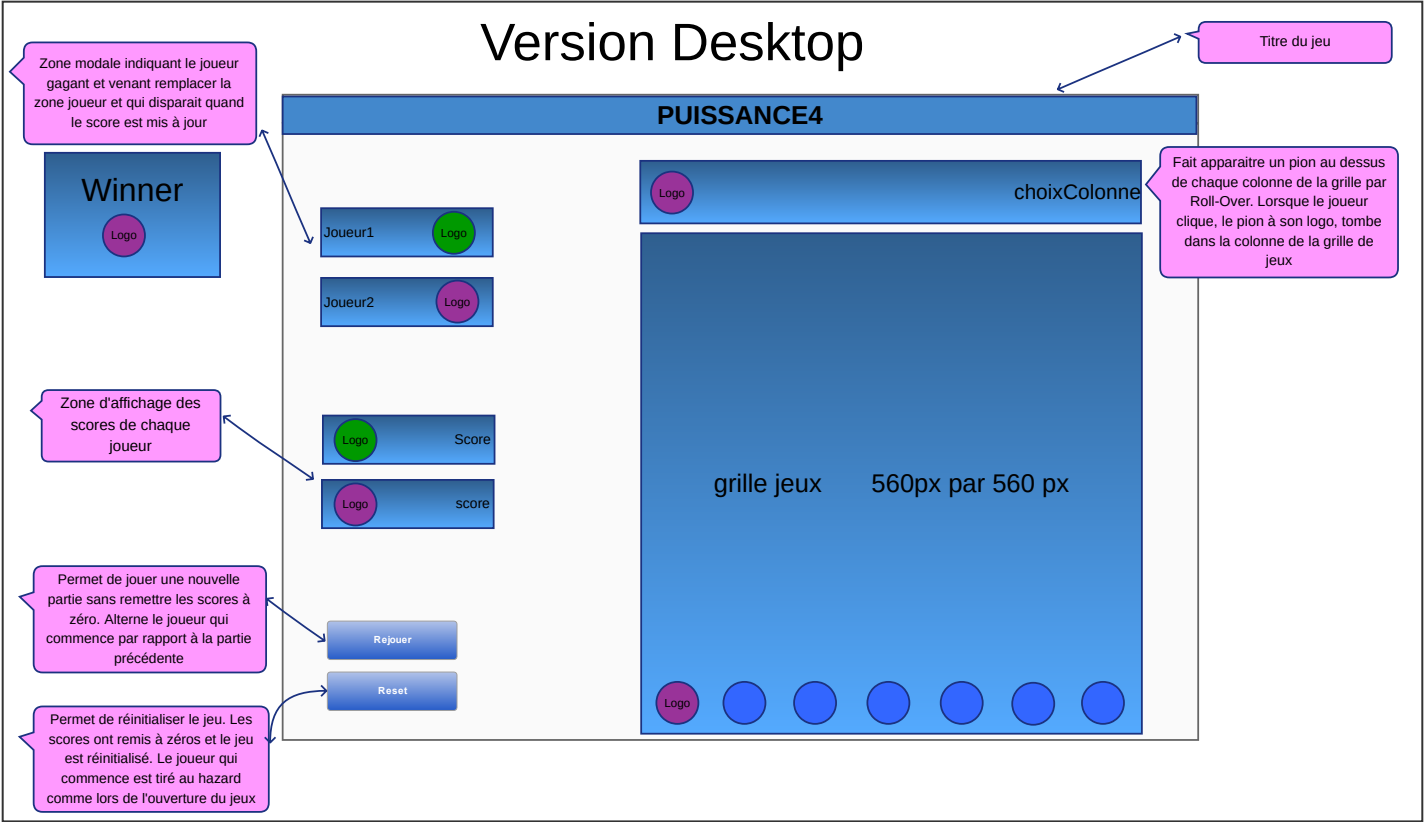 Version Desktop
Titre du jeu
Zone modale indiquant le joueur
gagant et venant remplacer la
zone joueur et qui disparait quand
le score est mis à jour
PUISSANCE4
Winner
Logo
Joueur1
Logo
Joueur2
Logo
Logo
choixColonne
Fait apparaitre un pion au dessus
de chaque colonne de la grille par
Roll-Over. Lorsque le joueur
clique, le pion à son logo, tombe
dans la colonne de la grille de
jeux
Zone d'affichage des
scores de chaque
joueur
Logo
Score
Logo
score
grille jeux 560px par 560 px
Permet de jouer une nouvelle
partie sans remettre les scores à
zéro. Alterne le joueur qui
commence par rapport à la partie
précédente
Rejouer
Reset
Logo
Permet de réinitialiser le jeu. Les
scores ont remis à zéros et le jeu
est réinitialisé. Le joueur qui
commence est tiré au hazard
comme lors de l'ouverture du jeux